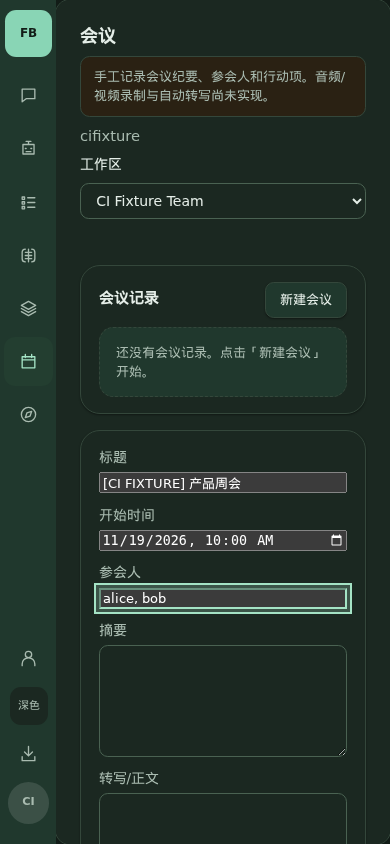 FB
会议
手工记录会议纪要、参会人和行动项。音频/
视频录制与自动转写尚未实现。
cifixture
工作区
CI Fixture Team
会议记录
新建会议
还没有会议记录。点击「新建会议」
开始。
标题
[CI FIXTURE] 产品周会
开始时间
11/19/2026, 10:00 AM
参会人
alice, bob
摘要
转写/正文
深色
CI